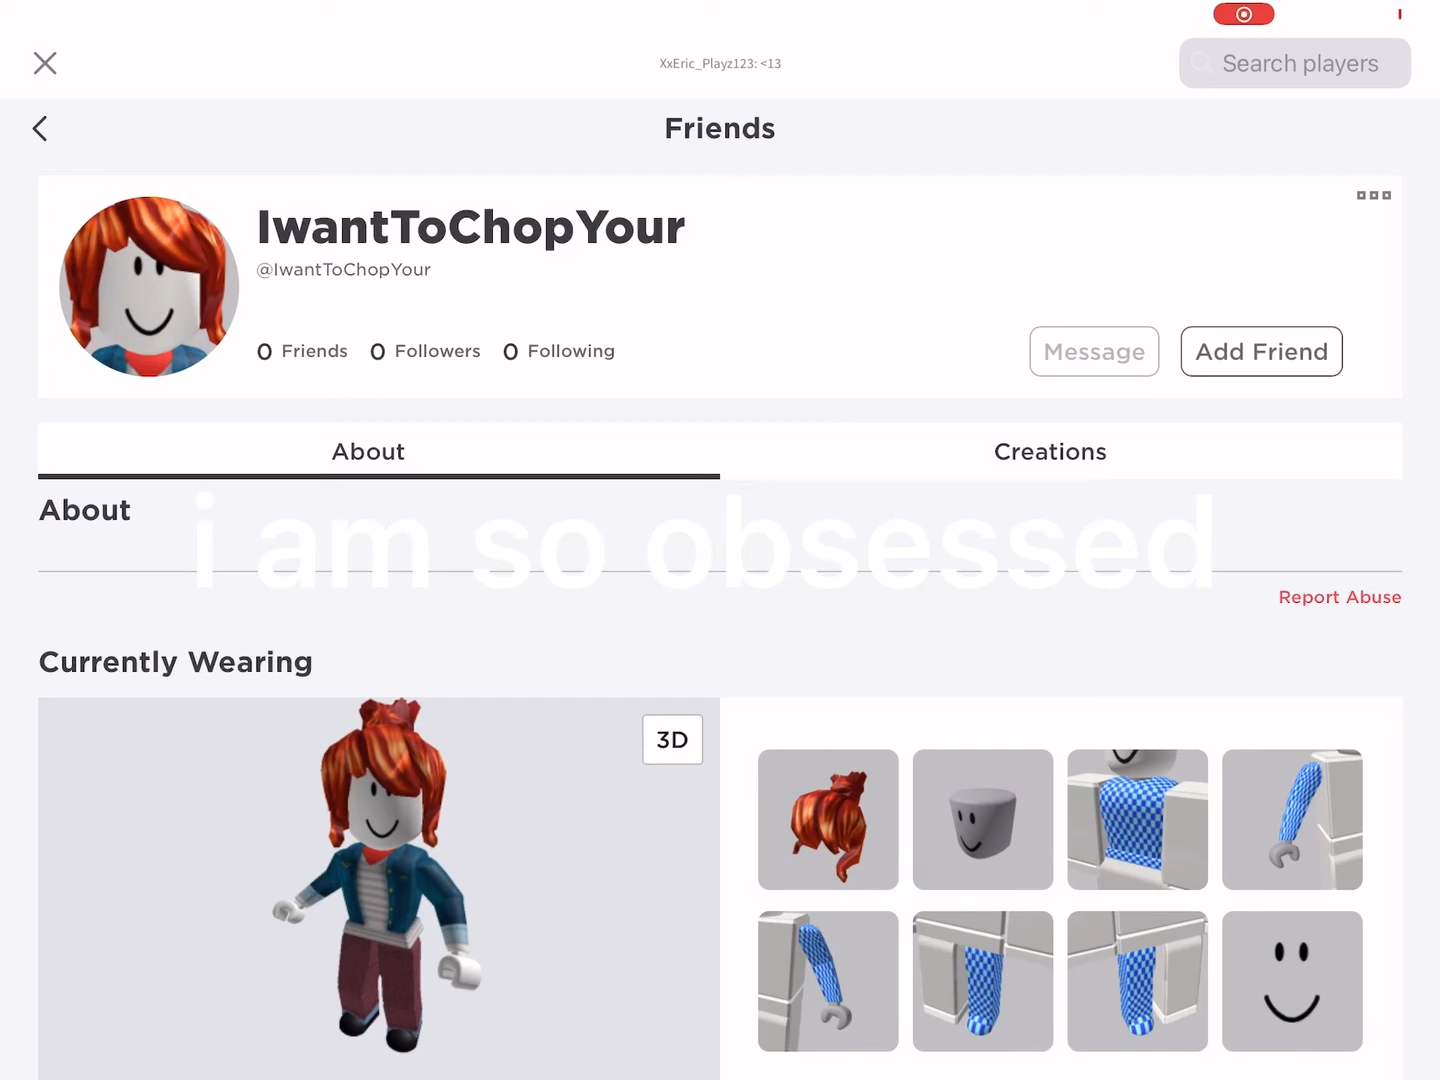 XxEric_Playz123: <13
Search players
Friends
IwantToChopYour
@IwantToChopYour
0 Friends 0 Followers 0 Following
Message
Add Friend
About
Creations
About
i am so obsessed
Report Abuse
Currently Wearing
3D